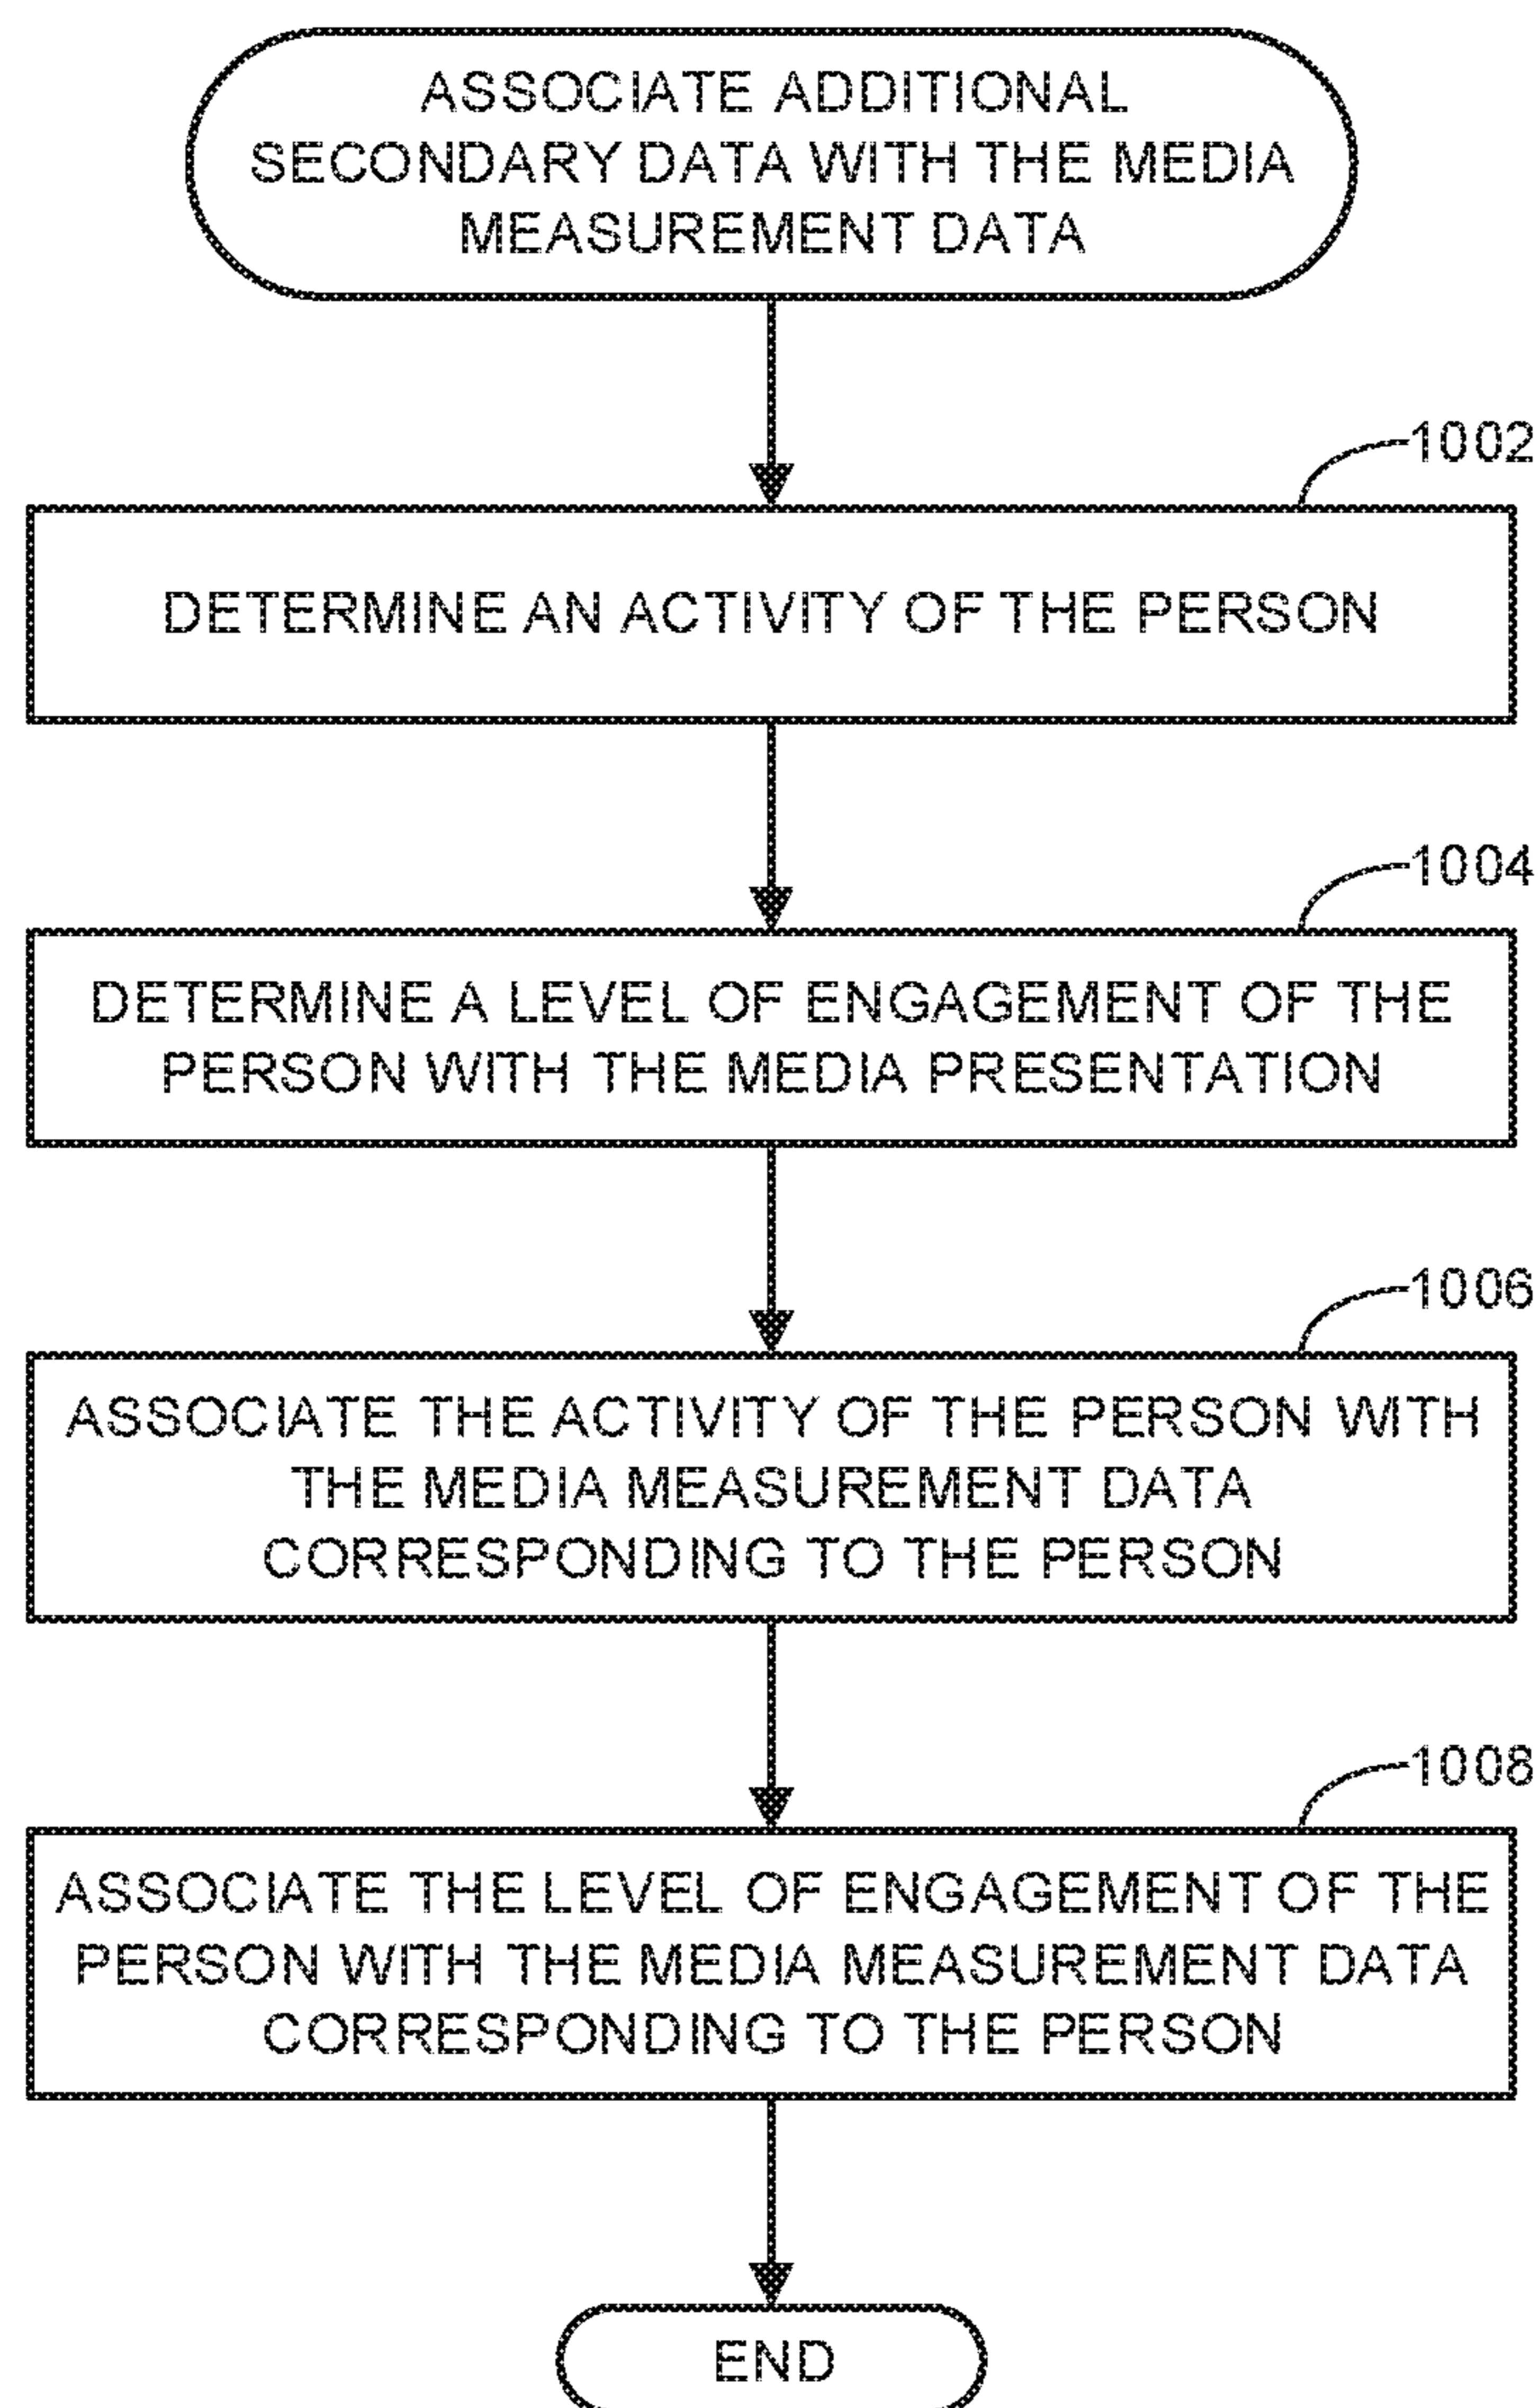 ASSOCIATE ADDITIONAL
SECONDARY DATA WITH THE MEDIA
MEASUREMENT DATA
1002
DETERMINE AN ACTIVITY OF THE PERSON
1004
DETERMINE A LEVEL OF ENGAGEMENT OF THE
PERSON WITH THE MEDIA PRESENTATION
1006
ASSOCIATE THE ACTIVITY OF THE PERSON WITH
THE MEDIA MEASUREMENT DATA
CORRESPONDING TO THE PERSON
1008
ASSOCIATE THE LEVEL OF ENGAGEMENT OF THE
PERSON WITH THE MEDIA MEASUREMENT DATA
CORRESPONDING TO THE PERSON
END